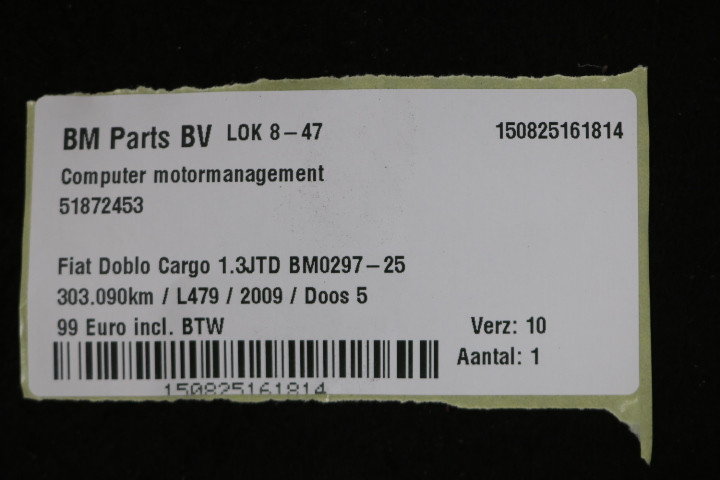 BM Parts BV LOK 8-47 150825161814
Computer motormanagement
51872453
Fiat Doblo Cargo 1.3JTD BM0297-25
303.090km / L479 / 2009 / Doos 5
99 Euro incl. BTW Verz: 10
Aantal: 1
150825161814